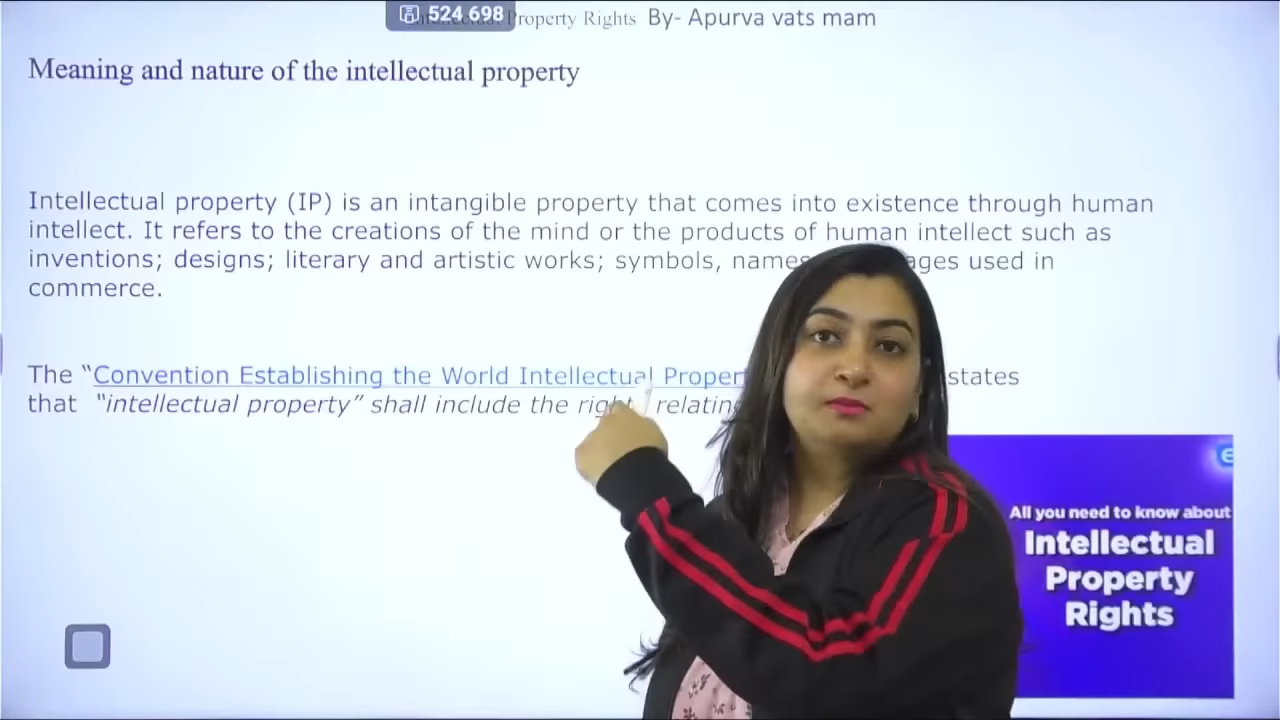 524 698
Property Rights By- Apurva vats mam
Meaning and nature of the intellectual property
Intellectual property (IP) is an intangible property that comes into existence through human
intellect. It refers to the creations of the mind or the products of human intellect such as
inventions; designs; literary and artistic works; symbols, names used in
commerce.
The “Convention Establishing the World Intellectual states
that “intellectual property” shall include the
All you need to know about
Intellectual
Property
Rights